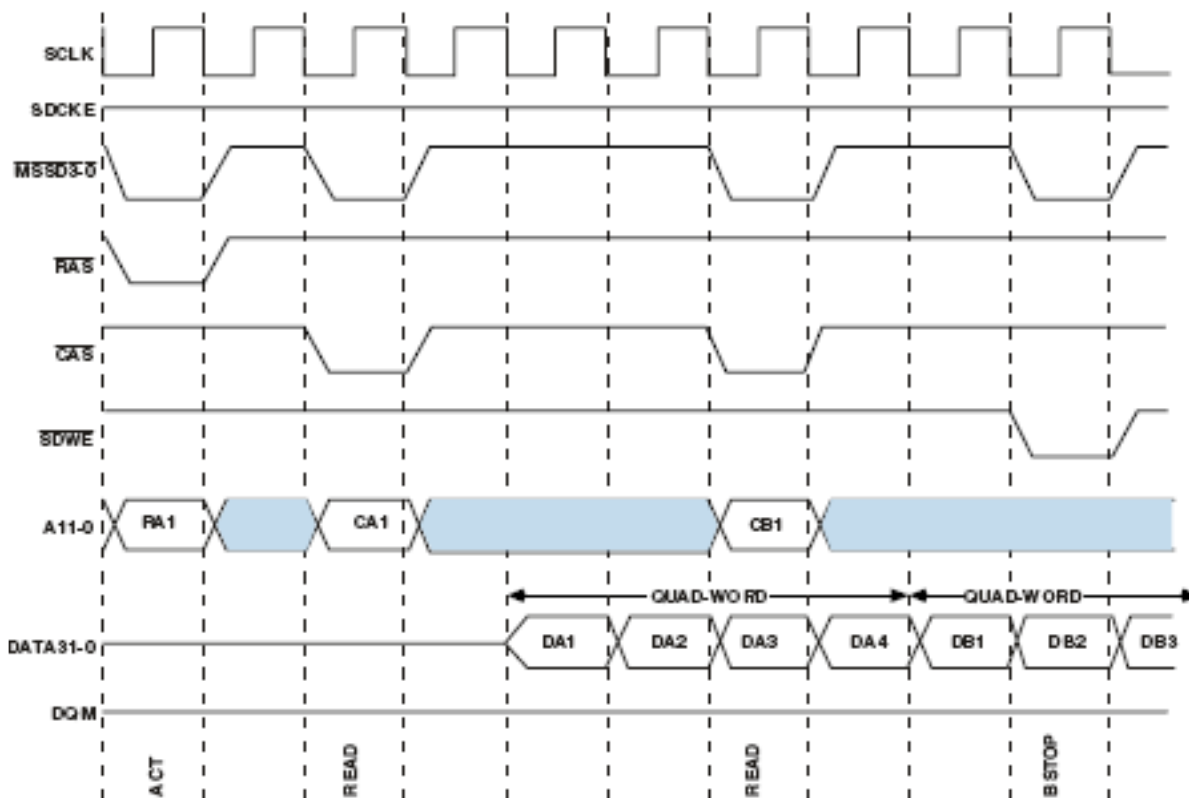 SCLK
SDCKE
MSSD3-0
RAS
CAS
SDWE
A11-0 RA1 CA1 CB1
QUAD-WORD QUAD-WORD
DATA31-0 DA1 DA2 DA3 DA4 DB1 DB2 DB3
DQM
ACT READ READ BSTOP